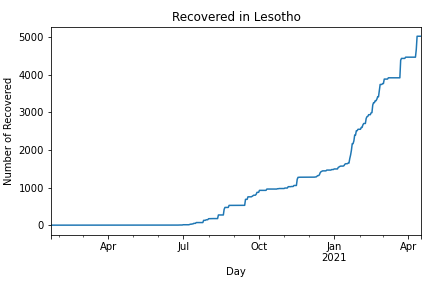 Recovered in Lesotho
Number of Recovered
5000
4000
3000
2000
1000
0
Apr
Jul
Oct
Jan
2021
Apr
Day